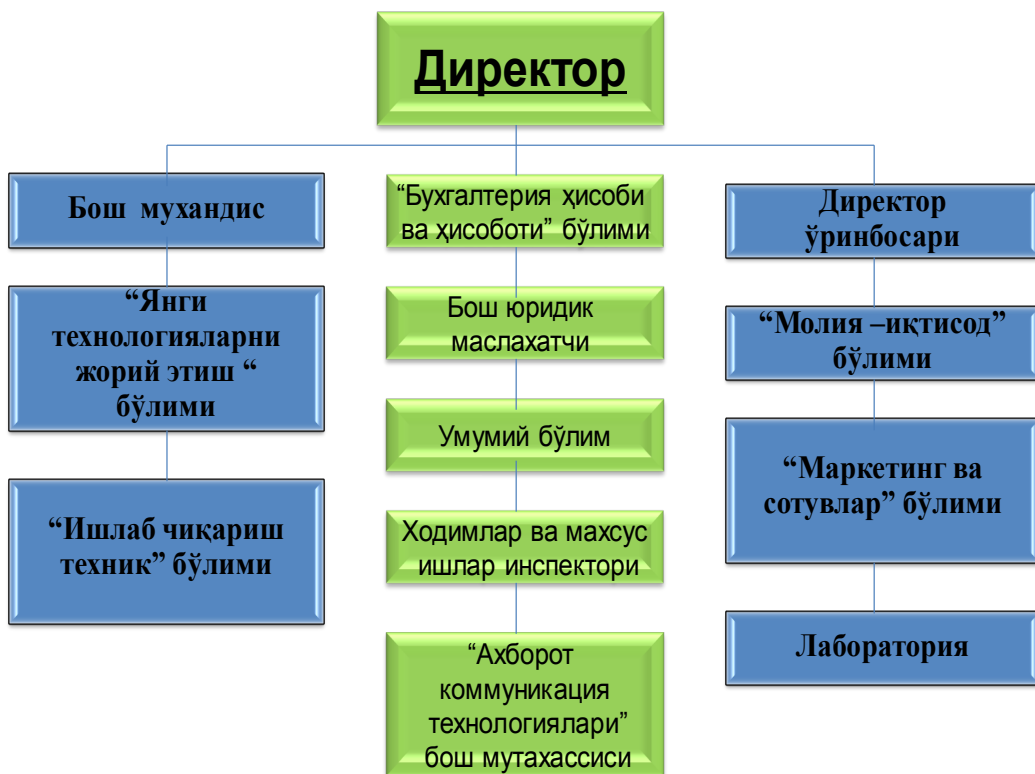 Директор
Бош мухандис
“Янги
технологияларни
жорий этиш “
бўлими
“Ишлаб чиқариш
техник” бўлими
“Бухгалтерия ҳисоби
ва ҳисоботи” бўлими
Бош юридик
маслахатчи
Умумий бўлим
Ходимлар ва махсус
ишлар инспектори
“Ахборот
коммуникация
технологиялари”
бош мутахассиси
Директор
ўринбосари
“Молия –иқтисод”
бўлими
“Маркетинг ва
сотувлар” бўлими
Лаборатория